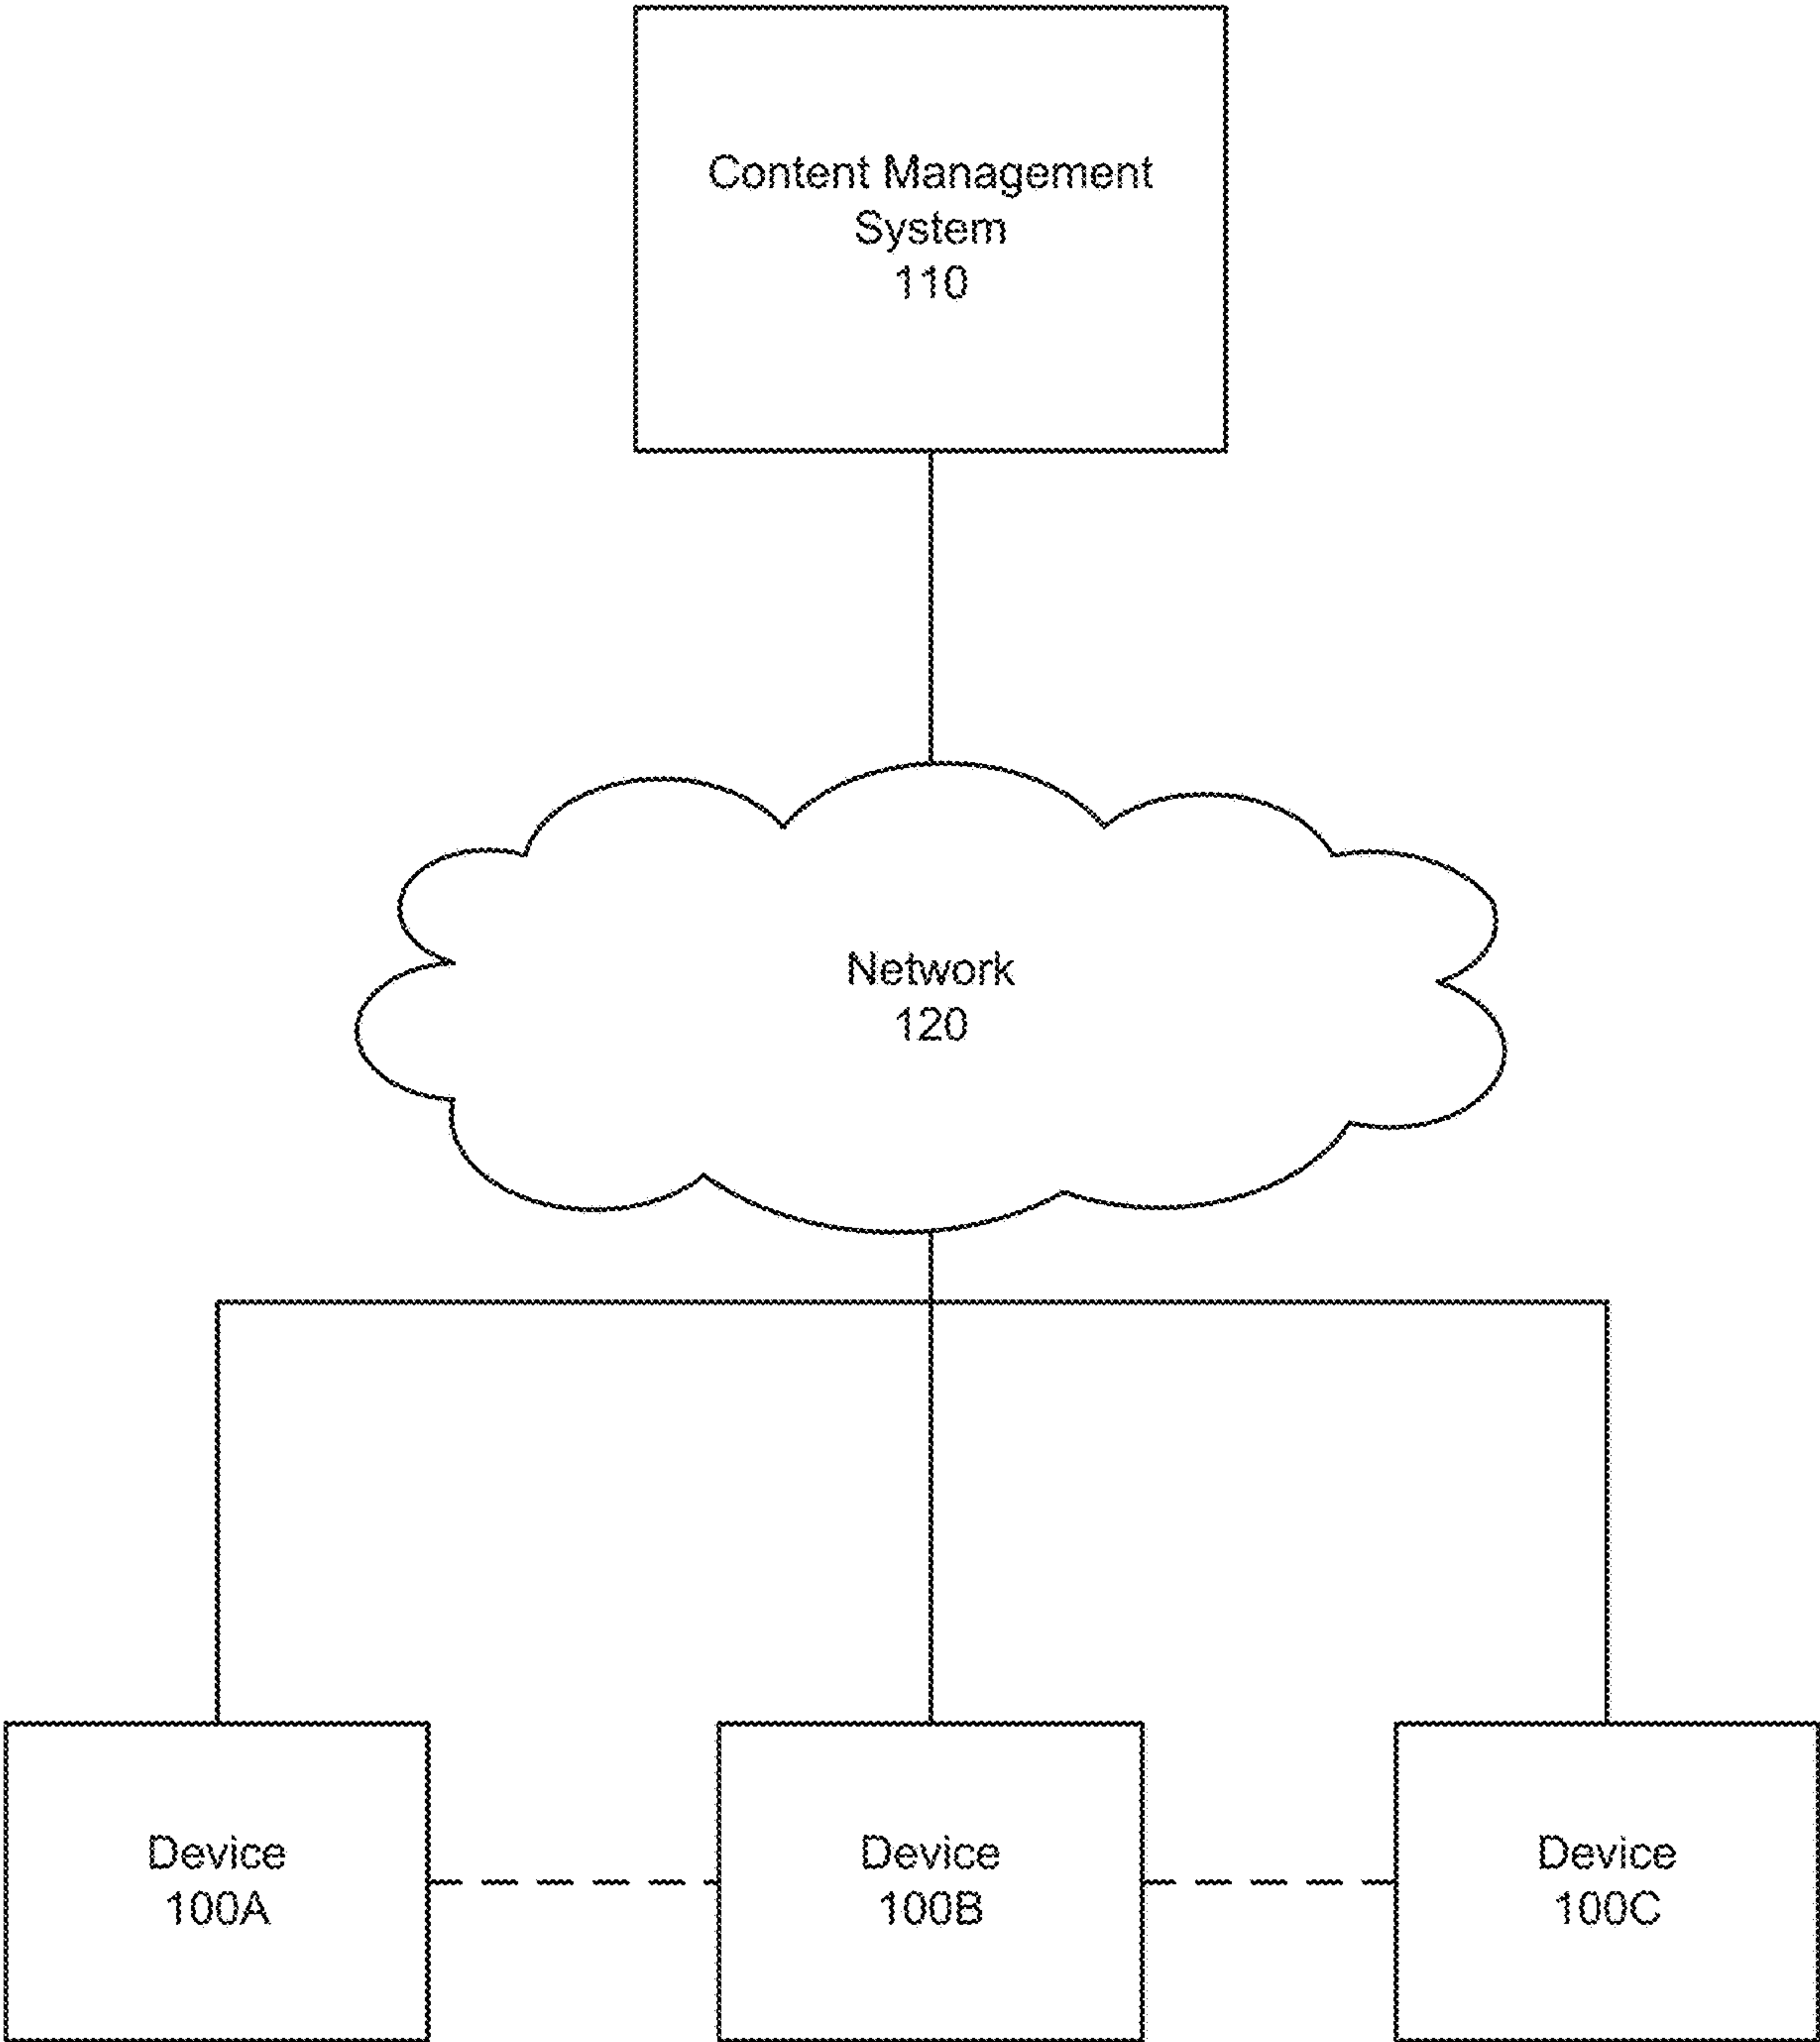 Content Management
System
110
Network
120
Device
100A
Device
100B
Device
100C